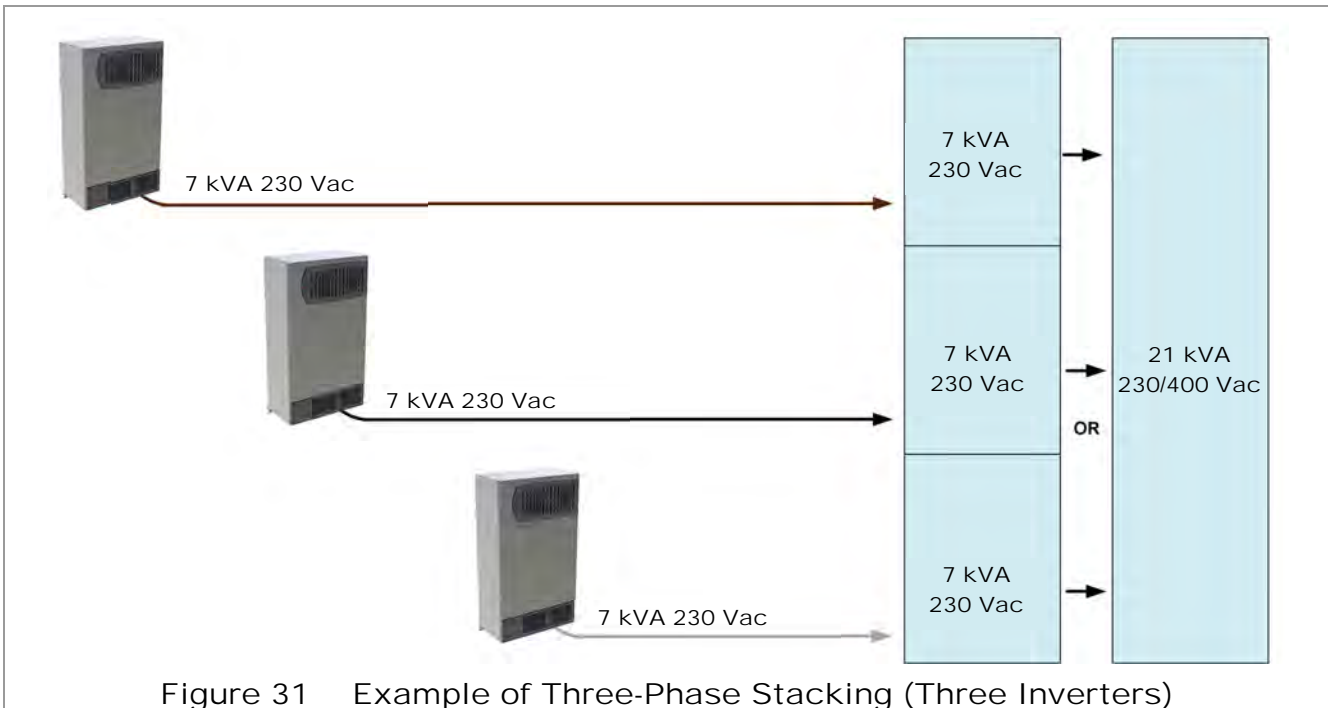 7 kVA
230 Vac
7 kVA 230 Vac
7 kVA
230 Vac
7 kVA 230 Vac
21 kVA
230/400 Vac
OR
7 kVA
230 Vac
7 kVA 230 Vac
Figure 31 Example of Three-Phase Stacking (Three Inverters)